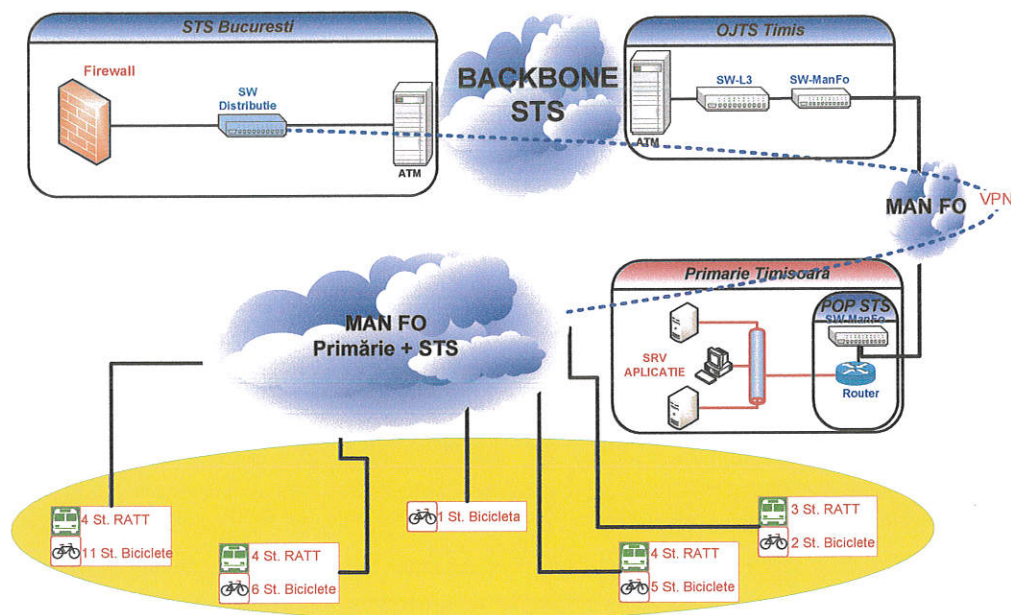 STS Bucuresti
Firewall
SW
Distributie
ATM
BACKBONE
STS
OJTS Timis
SW-L3
SW-ManFo
ATM
MAN FO
VPN
Primarie Timisoară
POP STS
SW-ManFo
SRV
APLICATIE
Router
MAN FO
Primărie + STS
4 St. RATT
11 St. Biciclete
4 St. RATT
6 St. Biciclete
1 St. Bicicleta
4 St. RATT
5 St. Biciclete
3 St. RATT
2 St. Biciclete